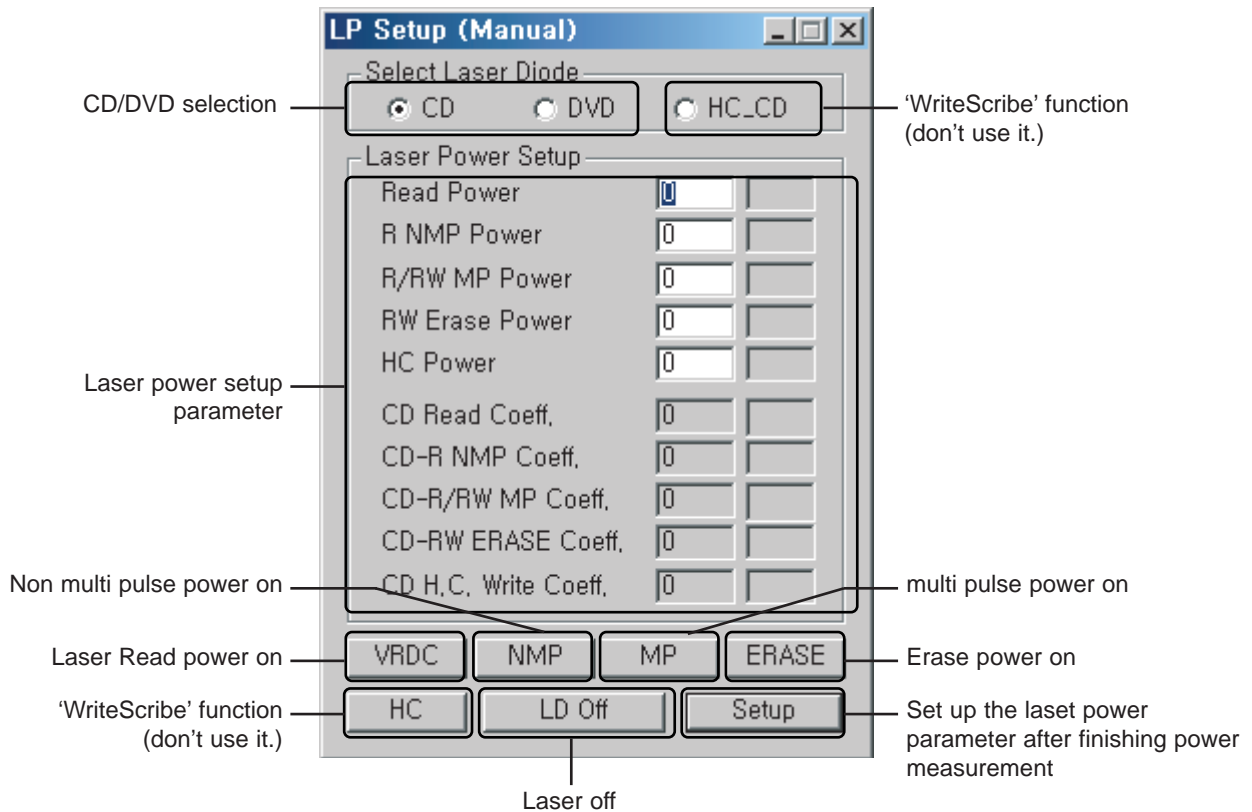 LP Setup (Manual)
Select Laser Diode
CD/DVD selection
CD
DVD
HC_CD
‘WriteScribe’ function
(don’t use it.)
Laser Power Setup
Read Power 0
R NMP Power 0
R/RW MP Power 0
RW Erase Power 0
HC Power 0
Laser power setup
parameter
CD Read Coeff, 0
CD-R NMP Coeff, 0
CD-R/RW MP Coeff, 0
CD-RW ERASE Coeff, 0
CD H,C, Write Coeff, 0
Non multi pulse power on
multi pulse power on
Laser Read power on
VRDC
NMP
MP
ERASE
Erase power on
‘WriteScribe’ function
(don’t use it.)
HC
LD Off
Setup
Set up the laset power
parameter after finishing power
measurement
Laser off